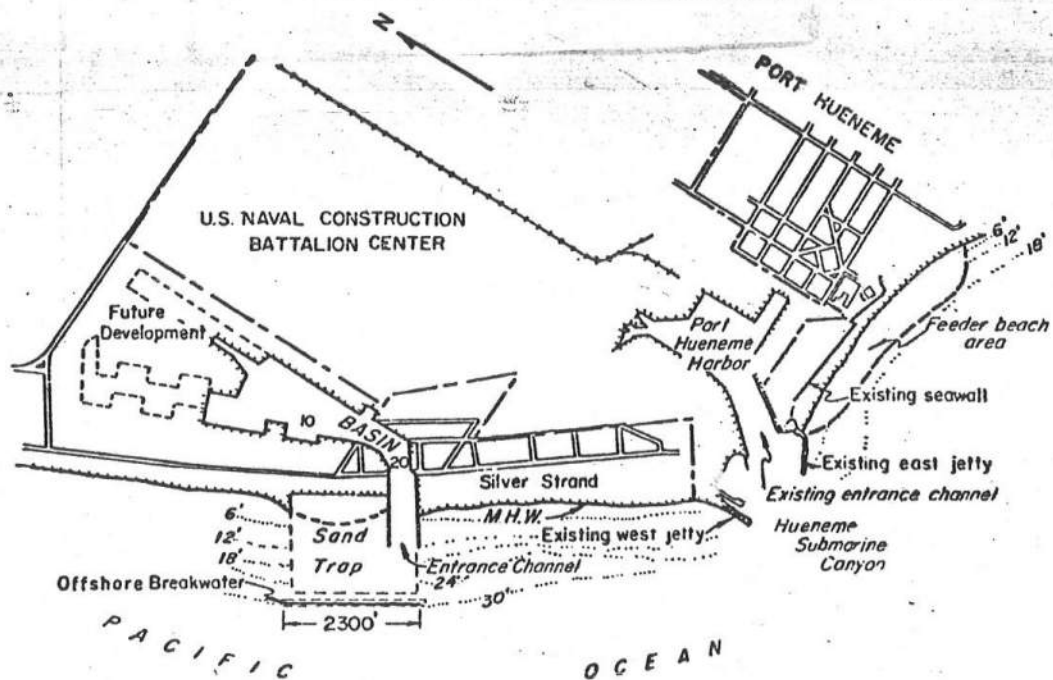 N
PORT HUENEME
U.S. NAVAL CONSTRUCTION
BATTALION CENTER
6'
12'
18'
Future
Development
Port
Hueneme
Harbor
Feeder beach
area
10
BASIN
20
Existing seawall
Existing east jetty
Silver Strand
Existing entrance channel
M.H.W.
Existing west jetty
Hueneme
Submarine
Canyon
6'
12'
18'
Sand
Trap
Entrance Channel
24'
30'
Offshore Breakwater
2300'
PACIFIC
OCEAN